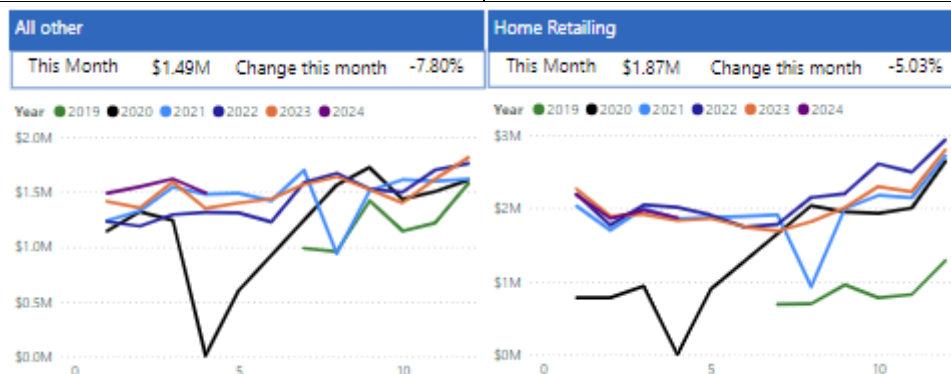 All other
This Month $1.49M Change this month -7.80%
Year 2019 2020 2021 2022 2023 2024
$2.0M
$1.5M
$1.0M
$0.5M
$0.0M
0 5 10
Home Retailing
This Month $1.87M Change this month -5.03%
Year 2019 2020 2021 2022 2023 2024
$3M
$2M
$1M
$0M
0 5 10